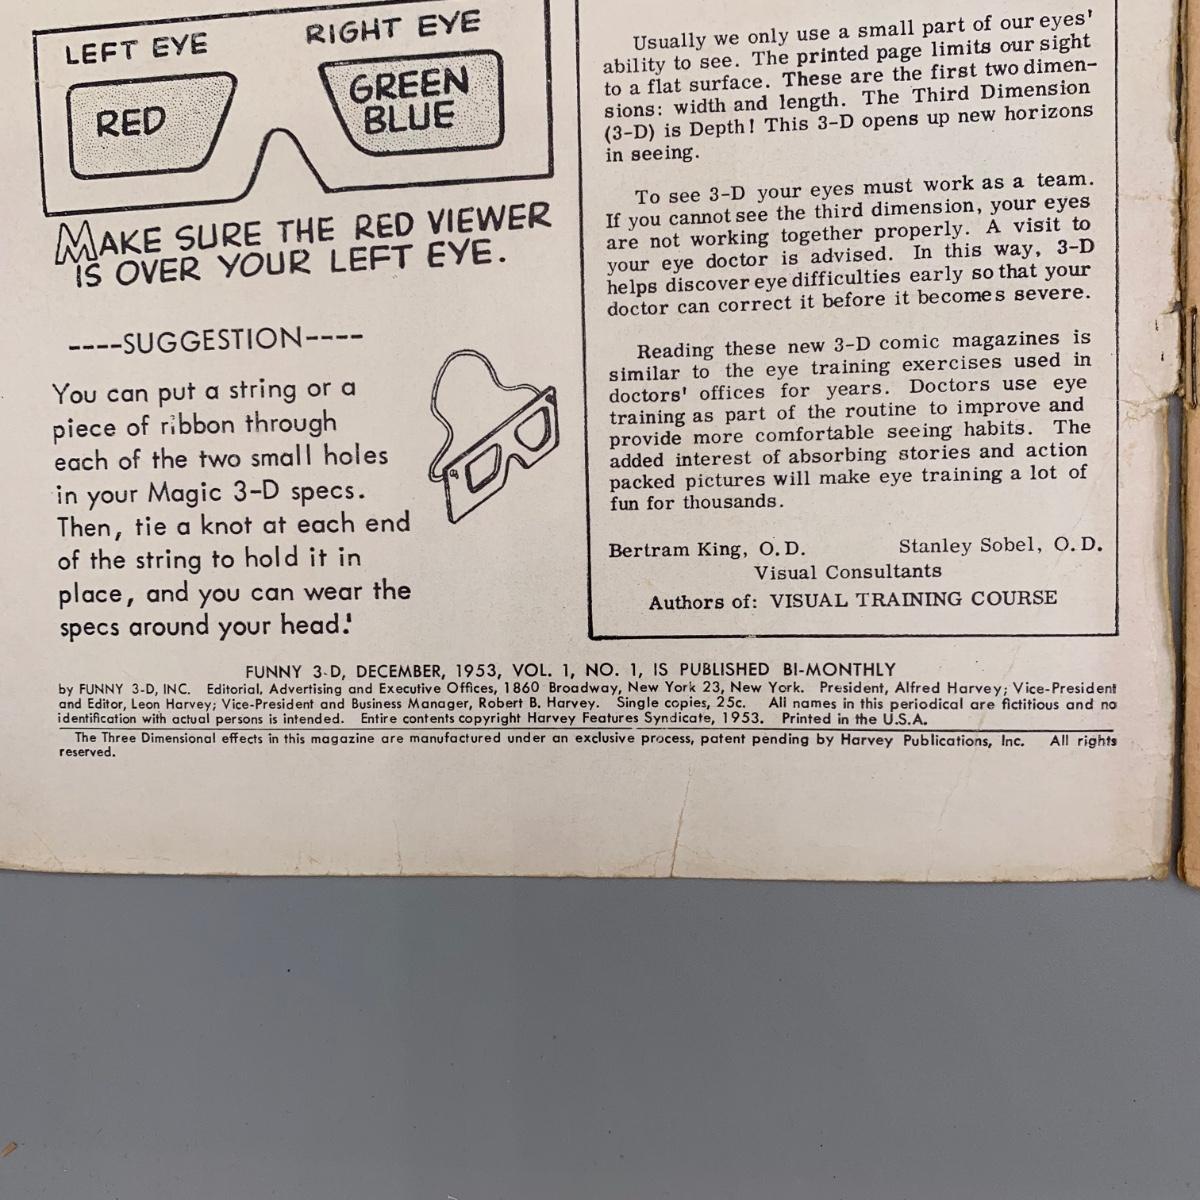 LEFT EYE
RIGHT EYE
RED
GREEN
BLUE
MAKE SURE THE RED VIEWER
IS OVER YOUR LEFT EYE.
----SUGGESTION----
You can put a string or a
piece of ribbon through
each of the two small holes
in your Magic 3-D specs.
Then, tie a knot at each end
of the string to hold it in
place, and you can wear the
specs around your head!
Usually we only use a small part of our eyes'
ability to see. The printed page limits our sight
to a flat surface. These are the first two dimen-
sions: width and length. The Third Dimension
(3-D) is Depth! This 3-D opens up new horizons
in seeing.
To see 3-D your eyes must work as a team.
If you cannot see the third dimension, your eyes
are not working together properly. A visit to
your eye doctor is advised. In this way, 3-D
helps discover eye difficulties early so that your
doctor can correct it before it becomes severe.
Reading these new 3-D comic magazines is
similar to the eye training exercises used in
doctors' offices for years. Doctors use eye
training as part of the routine to improve and
provide more comfortable seeing habits. The
added interest of absorbing stories and action
packed pictures will make eye training a lot of
fun for thousands.
Bertram King, O.D. Stanley Sobel, O.D.
Visual Consultants
Authors of: VISUAL TRAINING COURSE
FUNNY 3-D, DECEMBER, 1953, VOL. 1, NO. 1, IS PUBLISHED BI-MONTHLY
by FUNNY 3-D, INC. Editorial, Advertising and Executive Offices, 1860 Broadway, New York 23, New York. President, Alfred Harvey; Vice-President
and Editor, Leon Harvey; Vice-President and Business Manager, Robert B. Harvey. Single copies, 25c. All names in this periodical are fictitious and no
identification with actual persons is intended. Entire contents copyright Harvey Features Syndicate, 1953. Printed in the U.S.A.
The Three Dimensional effects in this magazine are manufactured under an exclusive process, patent pending by Harvey Publications, Inc. All rights
reserved.